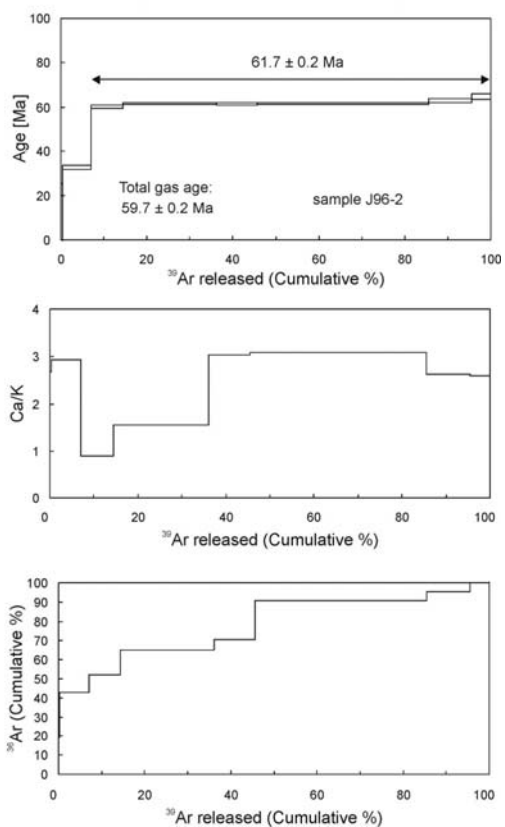 100
80
60
40
20
0
Age [Ma]
61.7 ± 0.2 Ma
Total gas age:
59.7 ± 0.2 Ma
sample J96-2
0 20 40 60 80 100
³⁹Ar released (Cumulative %)
4
3
2
1
0
Ca/K
0 20 40 60 80 100
³⁹Ar released (Cumulative %)
100
90
80
70
60
50
40
30
20
10
0
³⁶Ar (Cumulative %)
0 20 40 60 80 100
³⁹Ar released (Cumulative %)